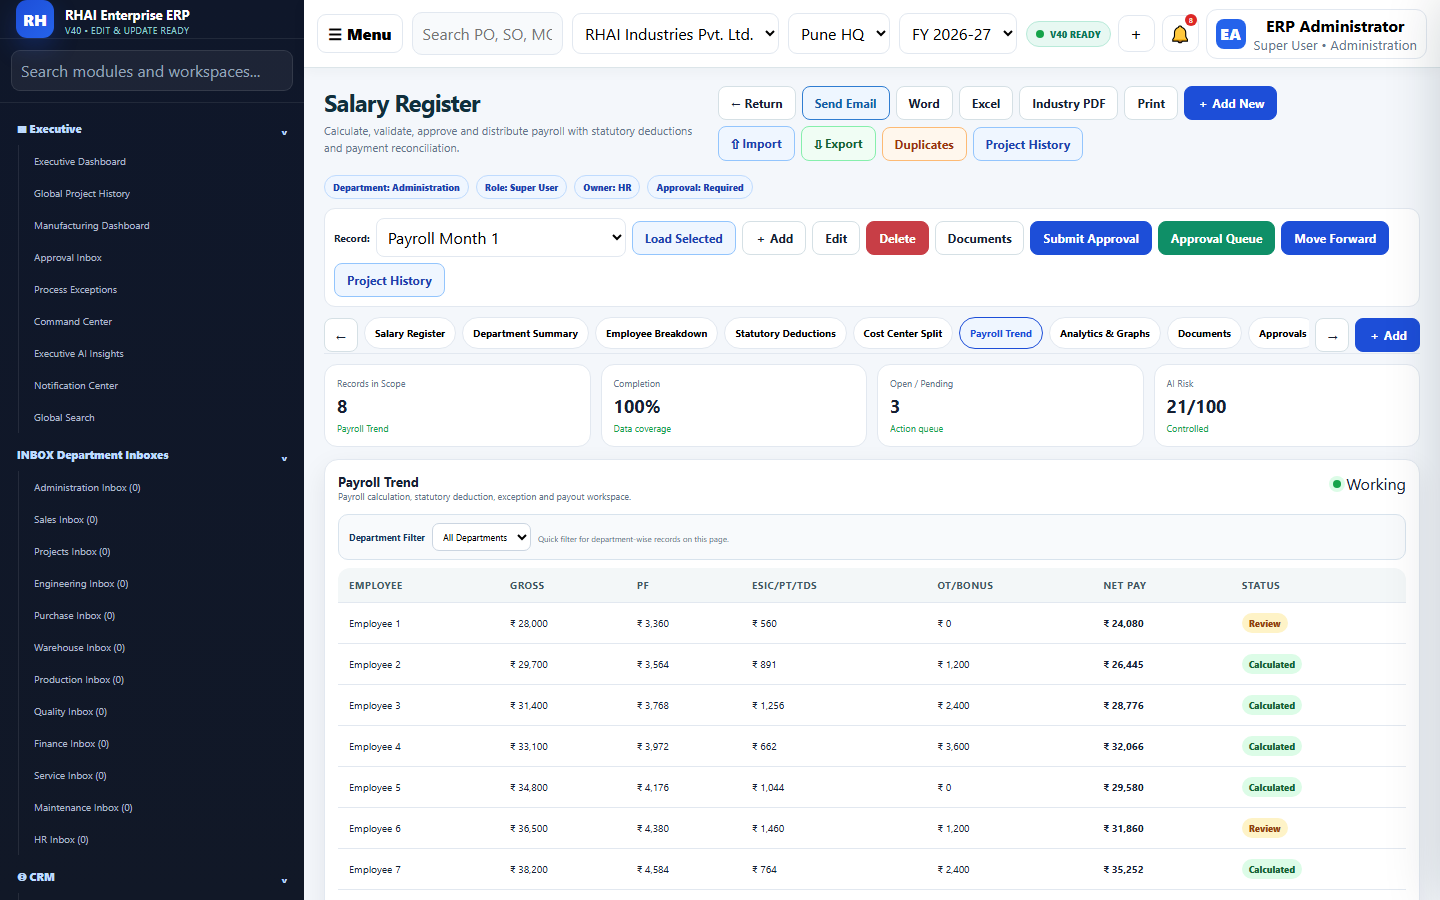 RH
RHAI Enterprise ERP
V40 • EDIT & UPDATE READY
Search modules and workspaces...
Executive
Executive Dashboard
Global Project History
Manufacturing Dashboard
Approval Inbox
Process Exceptions
Command Center
Executive AI Insights
Notification Center
Global Search
INBOX Department Inboxes
Administration Inbox (0)
Sales Inbox (0)
Projects Inbox (0)
Engineering Inbox (0)
Purchase Inbox (0)
Warehouse Inbox (0)
Production Inbox (0)
Quality Inbox (0)
Finance Inbox (0)
Service Inbox (0)
Maintenance Inbox (0)
HR Inbox (0)
CRM
☰ Menu
Search PO, SO, MC
RHAI Industries Pvt. Ltd.
Pune HQ
FY 2026-27
V40 READY
+
8
EA
ERP Administrator
Super User • Administration
Salary Register
Calculate, validate, approve and distribute payroll with statutory deductions
and payment reconciliation.
← Return
Send Email
Word
Excel
Industry PDF
Print
+ Add New
⇧ Import
⇩ Export
Duplicates
Project History
Department: Administration
Role: Super User
Owner: HR
Approval: Required
Record:
Payroll Month 1
Load Selected
+ Add
Edit
Delete
Documents
Submit Approval
Approval Queue
Move Forward
Project History
←
Salary Register
Department Summary
Employee Breakdown
Statutory Deductions
Cost Center Split
Payroll Trend
Analytics & Graphs
Documents
Approvals
→
+ Add
Records in Scope
8
Payroll Trend
Completion
100%
Data coverage
Open / Pending
3
Action queue
AI Risk
21/100
Controlled
Payroll Trend
Payroll calculation, statutory deduction, exception and payout workspace.
Working
Department Filter
All Departments
Quick filter for department-wise records on this page.
EMPLOYEE GROSS PF ESIC/PT/TDS OT/BONUS NET PAY STATUS
Employee 1 ₹ 28,000 ₹ 3,360 ₹ 560 ₹ 0 ₹ 24,080 Review
Employee 2 ₹ 29,700 ₹ 3,564 ₹ 891 ₹ 1,200 ₹ 26,445 Calculated
Employee 3 ₹ 31,400 ₹ 3,768 ₹ 1,256 ₹ 2,400 ₹ 28,776 Calculated
Employee 4 ₹ 33,100 ₹ 3,972 ₹ 662 ₹ 3,600 ₹ 32,066 Calculated
Employee 5 ₹ 34,800 ₹ 4,176 ₹ 1,044 ₹ 0 ₹ 29,580 Calculated
Employee 6 ₹ 36,500 ₹ 4,380 ₹ 1,460 ₹ 1,200 ₹ 31,860 Review
Employee 7 ₹ 38,200 ₹ 4,584 ₹ 764 ₹ 2,400 ₹ 35,252 Calculated